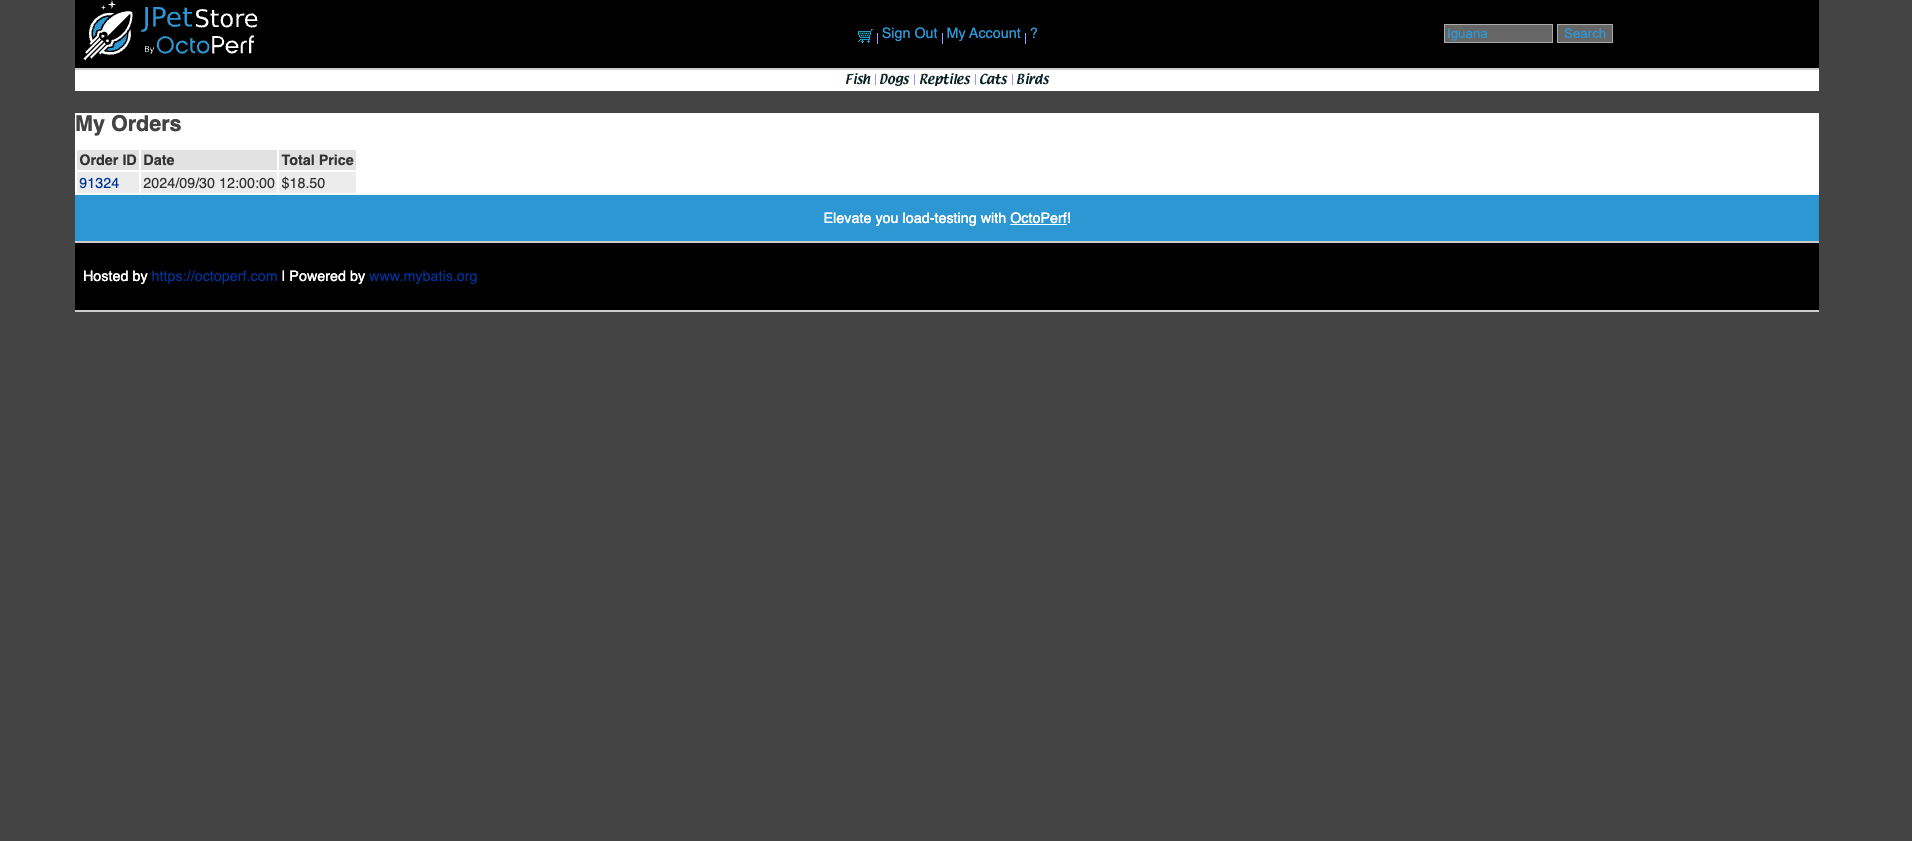 JPetStore
By OctoPerf
Sign Out | My Account | ?
Iguana Search
Fish | Dogs | Reptiles | Cats | Birds
My Orders
Order ID Date Total Price
91324 2024/09/30 12:00:00 $18.50
Elevate you load-testing with OctoPerf!
Hosted by https://octoperf.com | Powered by www.mybatis.org